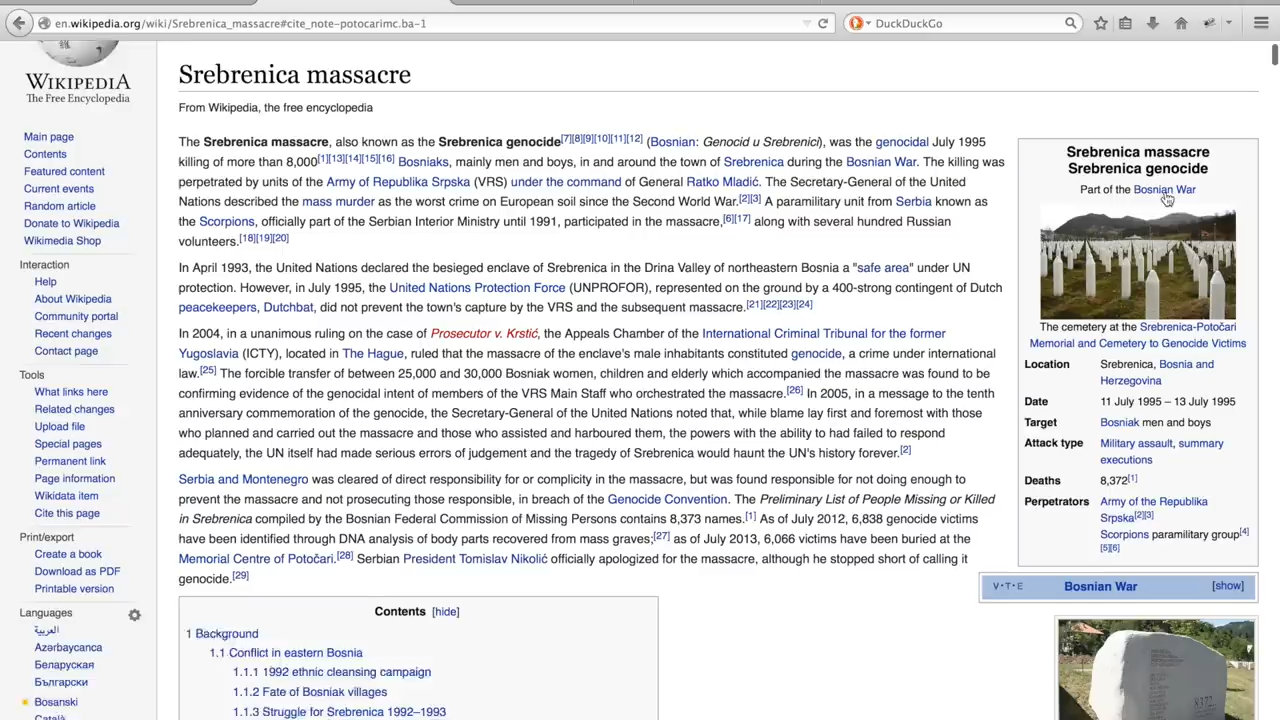 en.wikipedia.org/wiki/Srebrenica_massacre#cite_note-potocarimc.ba-1
DuckDuckGo
WIKIPEDIA
The Free Encyclopedia
Main page
Contents
Featured content
Current events
Random article
Donate to Wikipedia
Wikimedia Shop
Interaction
Help
About Wikipedia
Community portal
Recent changes
Contact page
Tools
What links here
Related changes
Upload file
Special pages
Permanent link
Page information
Wikidata item
Cite this page
Print/export
Create a book
Download as PDF
Printable version
Languages
العربية
Azərbaycanca
Беларуская
Български
Bosanski
Català
Srebrenica massacre
From Wikipedia, the free encyclopedia
The Srebrenica massacre, also known as the Srebrenica genocide[7][8][9][10][11][12] (Bosnian: Genocid u Srebrenici), was the genocidal July 1995
killing of more than 8,000[1][13][14][15][16] Bosniaks, mainly men and boys, in and around the town of Srebrenica during the Bosnian War. The killing was
perpetrated by units of the Army of Republika Srpska (VRS) under the command of General Ratko Mladić. The Secretary-General of the United
Nations described the mass murder as the worst crime on European soil since the Second World War.[2][3] A paramilitary unit from Serbia known as
the Scorpions, officially part of the Serbian Interior Ministry until 1991, participated in the massacre,[6][17] along with several hundred Russian
volunteers.[18][19][20]
In April 1993, the United Nations declared the besieged enclave of Srebrenica in the Drina Valley of northeastern Bosnia a "safe area" under UN
protection. However, in July 1995, the United Nations Protection Force (UNPROFOR), represented on the ground by a 400-strong contingent of Dutch
peacekeepers, Dutchbat, did not prevent the town's capture by the VRS and the subsequent massacre.[21][22][23][24]
In 2004, in a unanimous ruling on the case of Prosecutor v. Krstić, the Appeals Chamber of the International Criminal Tribunal for the former
Yugoslavia (ICTY), located in The Hague, ruled that the massacre of the enclave's male inhabitants constituted genocide, a crime under international
law.[25] The forcible transfer of between 25,000 and 30,000 Bosniak women, children and elderly which accompanied the massacre was found to be
confirming evidence of the genocidal intent of members of the VRS Main Staff who orchestrated the massacre.[26] In 2005, in a message to the tenth
anniversary commemoration of the genocide, the Secretary-General of the United Nations noted that, while blame lay first and foremost with those
who planned and carried out the massacre and those who assisted and harboured them, the powers with the ability to had failed to respond
adequately, the UN itself had made serious errors of judgement and the tragedy of Srebrenica would haunt the UN's history forever.[2]
Serbia and Montenegro was cleared of direct responsibility for or complicity in the massacre, but was found responsible for not doing enough to
prevent the massacre and not prosecuting those responsible, in breach of the Genocide Convention. The Preliminary List of People Missing or Killed
in Srebrenica compiled by the Bosnian Federal Commission of Missing Persons contains 8,373 names.[1] As of July 2012, 6,838 genocide victims
have been identified through DNA analysis of body parts recovered from mass graves;[27] as of July 2013, 6,066 victims have been buried at the
Memorial Centre of Potočari.[28] Serbian President Tomislav Nikolić officially apologized for the massacre, although he stopped short of calling it
genocide.[29]
Contents [hide]
1 Background
1.1 Conflict in eastern Bosnia
1.1.1 1992 ethnic cleansing campaign
1.1.2 Fate of Bosniak villages
1.1.3 Struggle for Srebrenica 1992–1993
Srebrenica massacre
Srebrenica genocide
Part of the Bosnian War
The cemetery at the Srebrenica-Potočari
Memorial and Cemetery to Genocide Victims
Location Srebrenica, Bosnia and
Herzegovina
Date 11 July 1995 – 13 July 1995
Target Bosniak men and boys
Attack type Military assault, summary
executions
Deaths 8,372[1]
Perpetrators Army of the Republika
Srpska[2][3]
Scorpions paramilitary group[4]
[5][6]
V·T·E Bosnian War [show]
8372